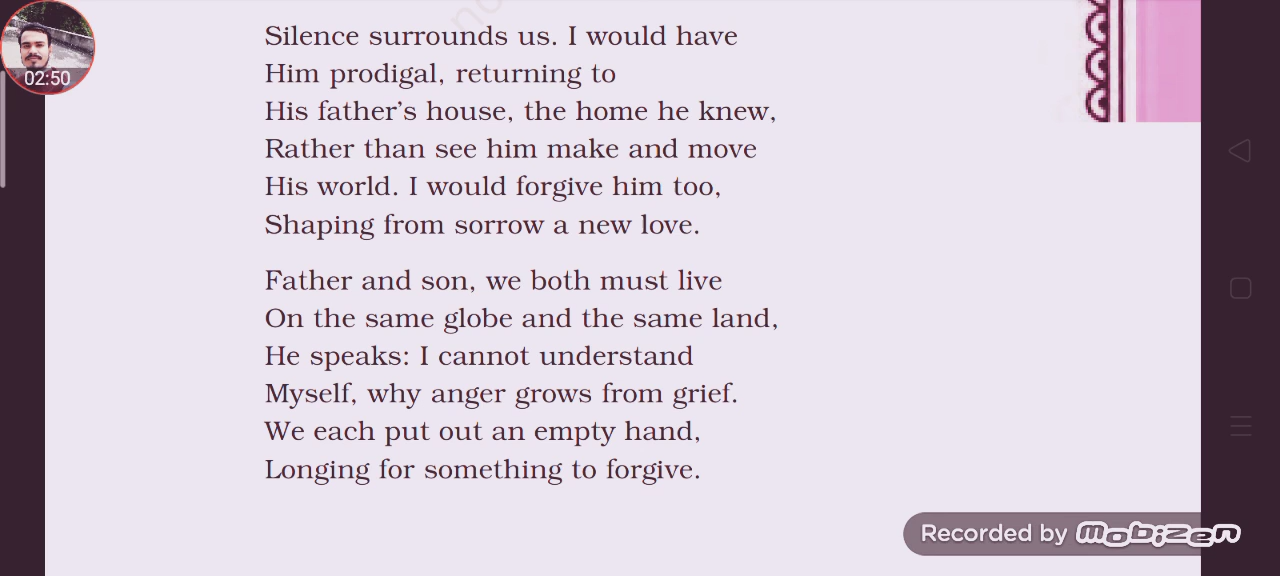 no
02:50
Silence surrounds us. I would have
Him prodigal, returning to
His father’s house, the home he knew,
Rather than see him make and move
His world. I would forgive him too,
Shaping from sorrow a new love.
Father and son, we both must live
On the same globe and the same land,
He speaks: I cannot understand
Myself, why anger grows from grief.
We each put out an empty hand,
Longing for something to forgive.
Recorded by mobizen